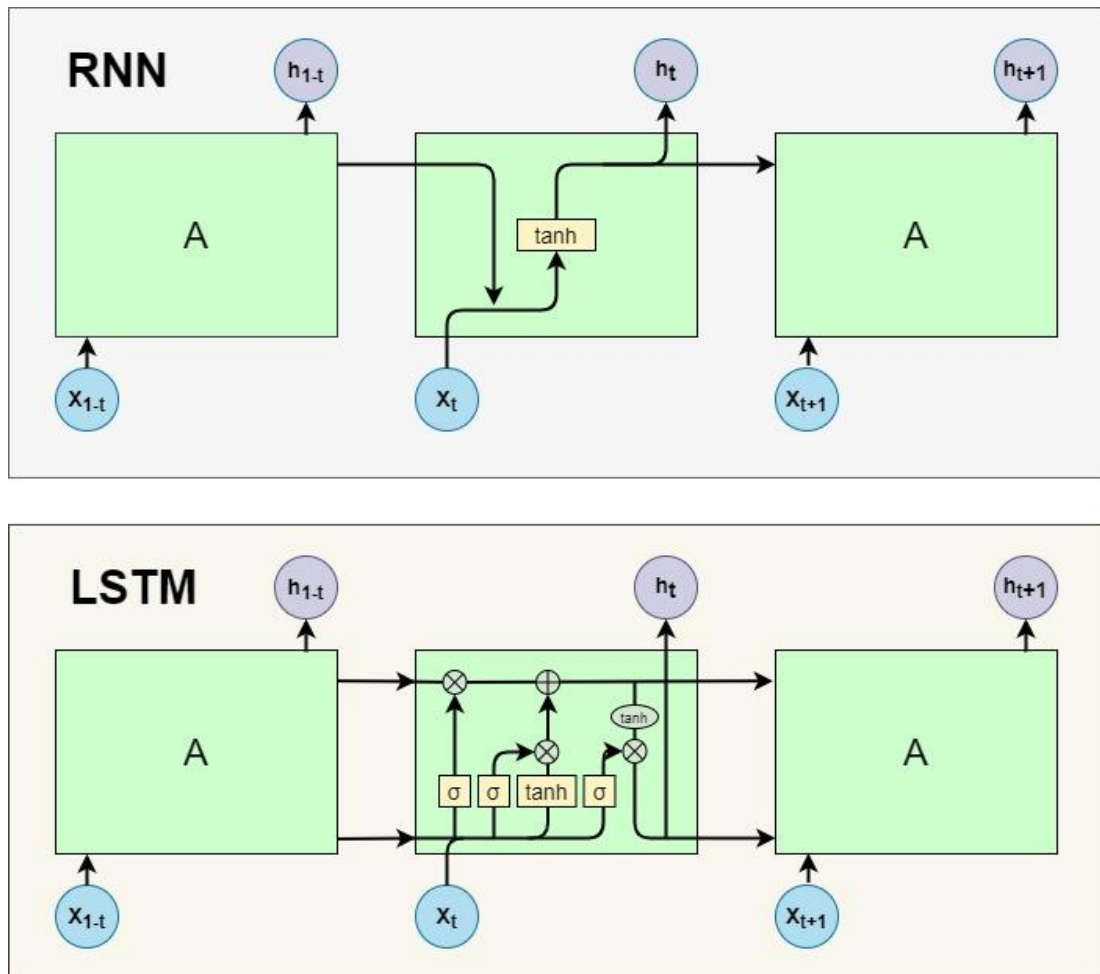 RNN
h1-t
ht
ht+1
A
tanh
A
x1-t
xt
xt+1
LSTM
h1-t
ht
ht+1
A
tanh
σ
σ
tanh
σ
A
x1-t
xt
xt+1